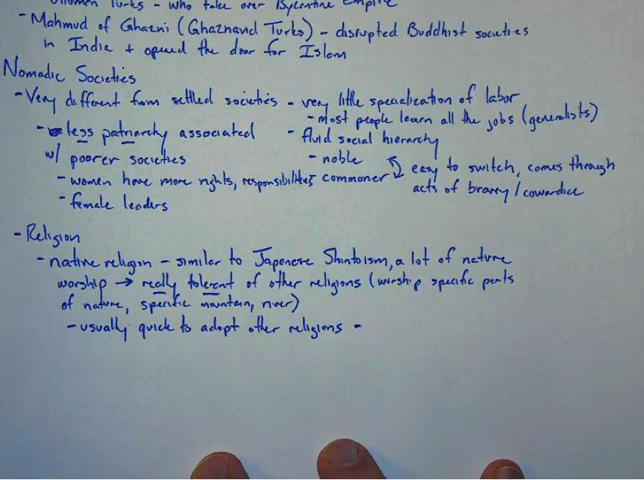 Ottoman Turks - who take over Byzantine Empire
- Mahmud of Ghazni (Ghaznavid Turks) - disrupted Buddhist societies
in India + opened the door for Islam
Nomadic Societies
- Very different from settled societies - very little specialization of labor
- most people learn all the jobs (generalists)
- less patriarchy associated
w/ poorer societies
- women have more rights, responsibilities
- female leaders
- fluid social hierarchy
- noble
commoner
easy to switch, comes through
acts of bravery/cowardice
- Religion
- native religion - similar to Japanese Shintoism, a lot of nature
worship → really tolerant of other religions (worship specific parts
of nature, specific mountain, river)
- usually quick to adopt other religions -